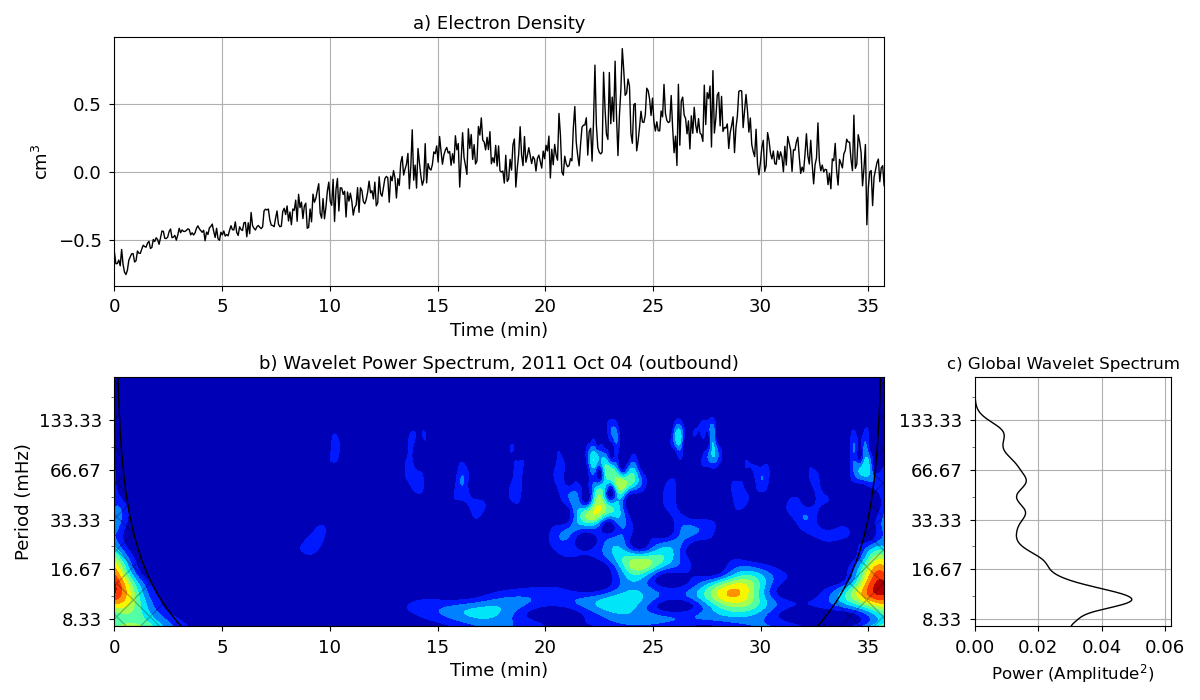 a) Electron Density
cm³
0.5
0.0
−0.5
0 5 10 15 20 25 30 35
Time (min)
b) Wavelet Power Spectrum, 2011 Oct 04 (outbound)
Period (mHz)
133.33
66.67
33.33
16.67
8.33
0 5 10 15 20 25 30 35
Time (min)
c) Global Wavelet Spectrum
133.33
66.67
33.33
16.67
8.33
0.00 0.02 0.04 0.06
Power (Amplitude²)